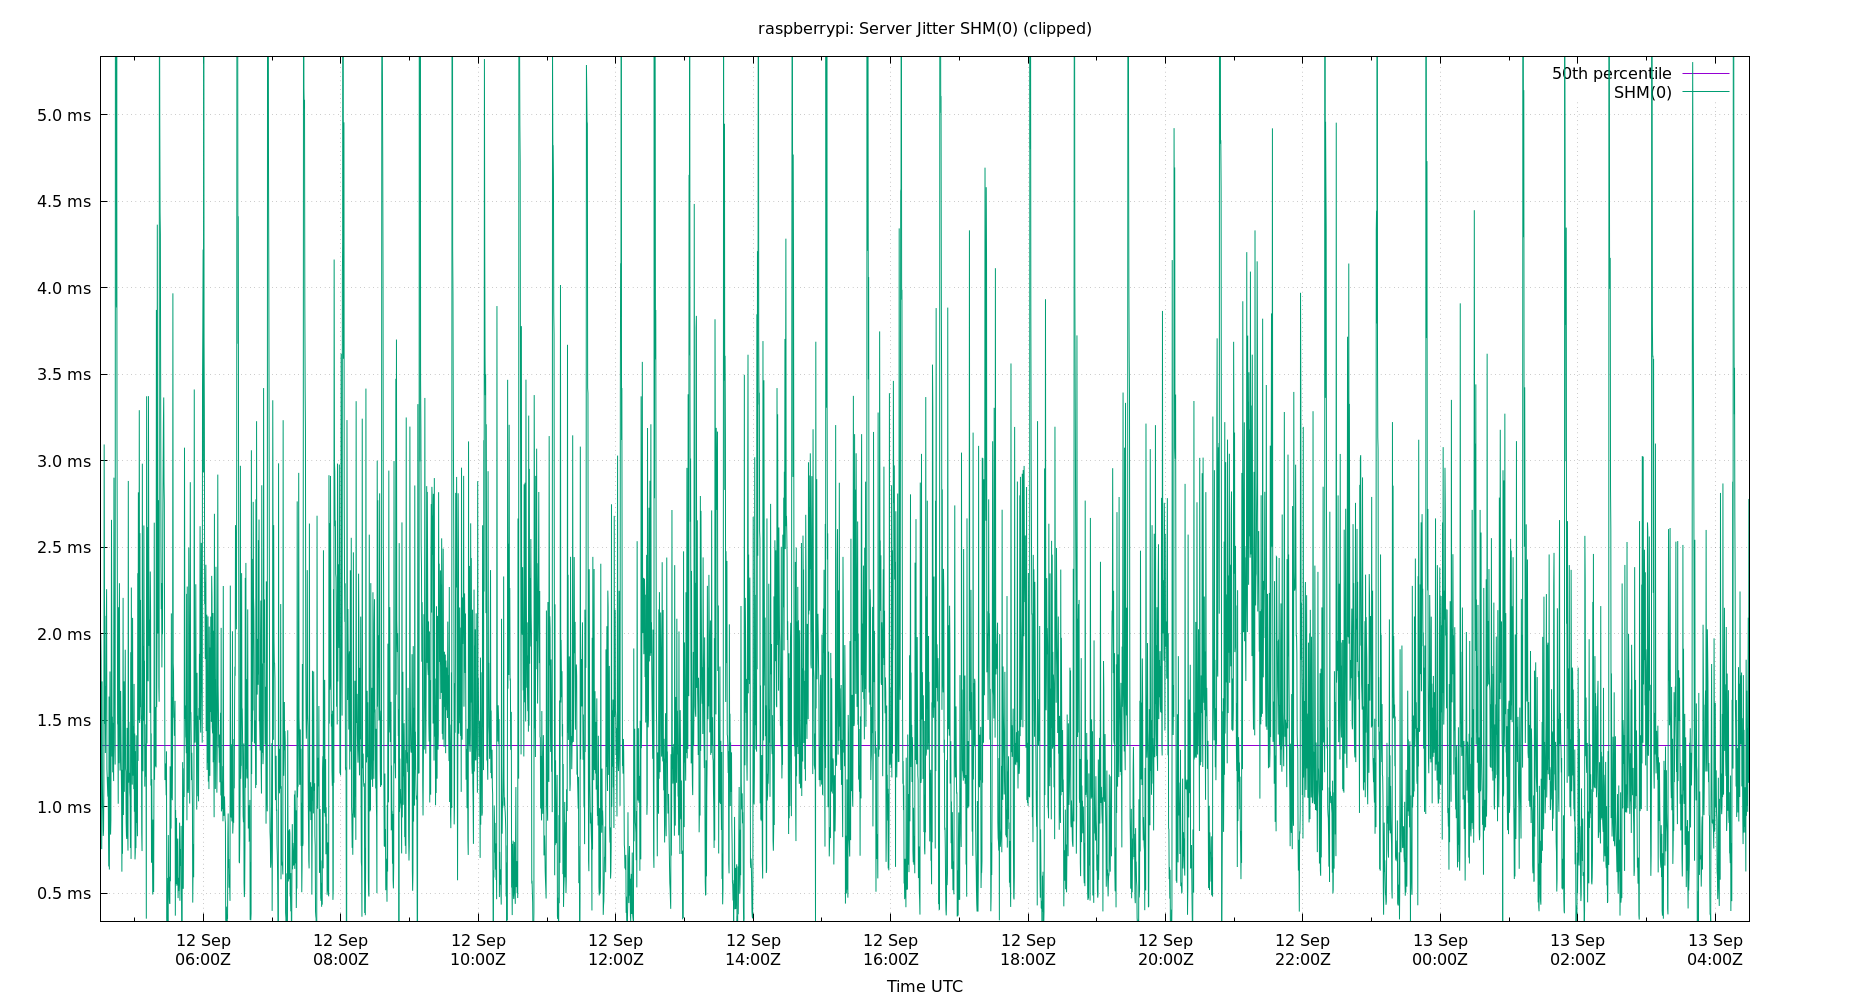 raspberrypi: Server Jitter SHM(0) (clipped)
50th percentile
SHM(0)
5.0 ms
4.5 ms
4.0 ms
3.5 ms
3.0 ms
2.5 ms
2.0 ms
1.5 ms
1.0 ms
0.5 ms
12 Sep 12 Sep 12 Sep 12 Sep 12 Sep 12 Sep 12 Sep 12 Sep 12 Sep 13 Sep 13 Sep 13 Sep
06:00Z 08:00Z 10:00Z 12:00Z 14:00Z 16:00Z 18:00Z 20:00Z 22:00Z 00:00Z 02:00Z 04:00Z
Time UTC